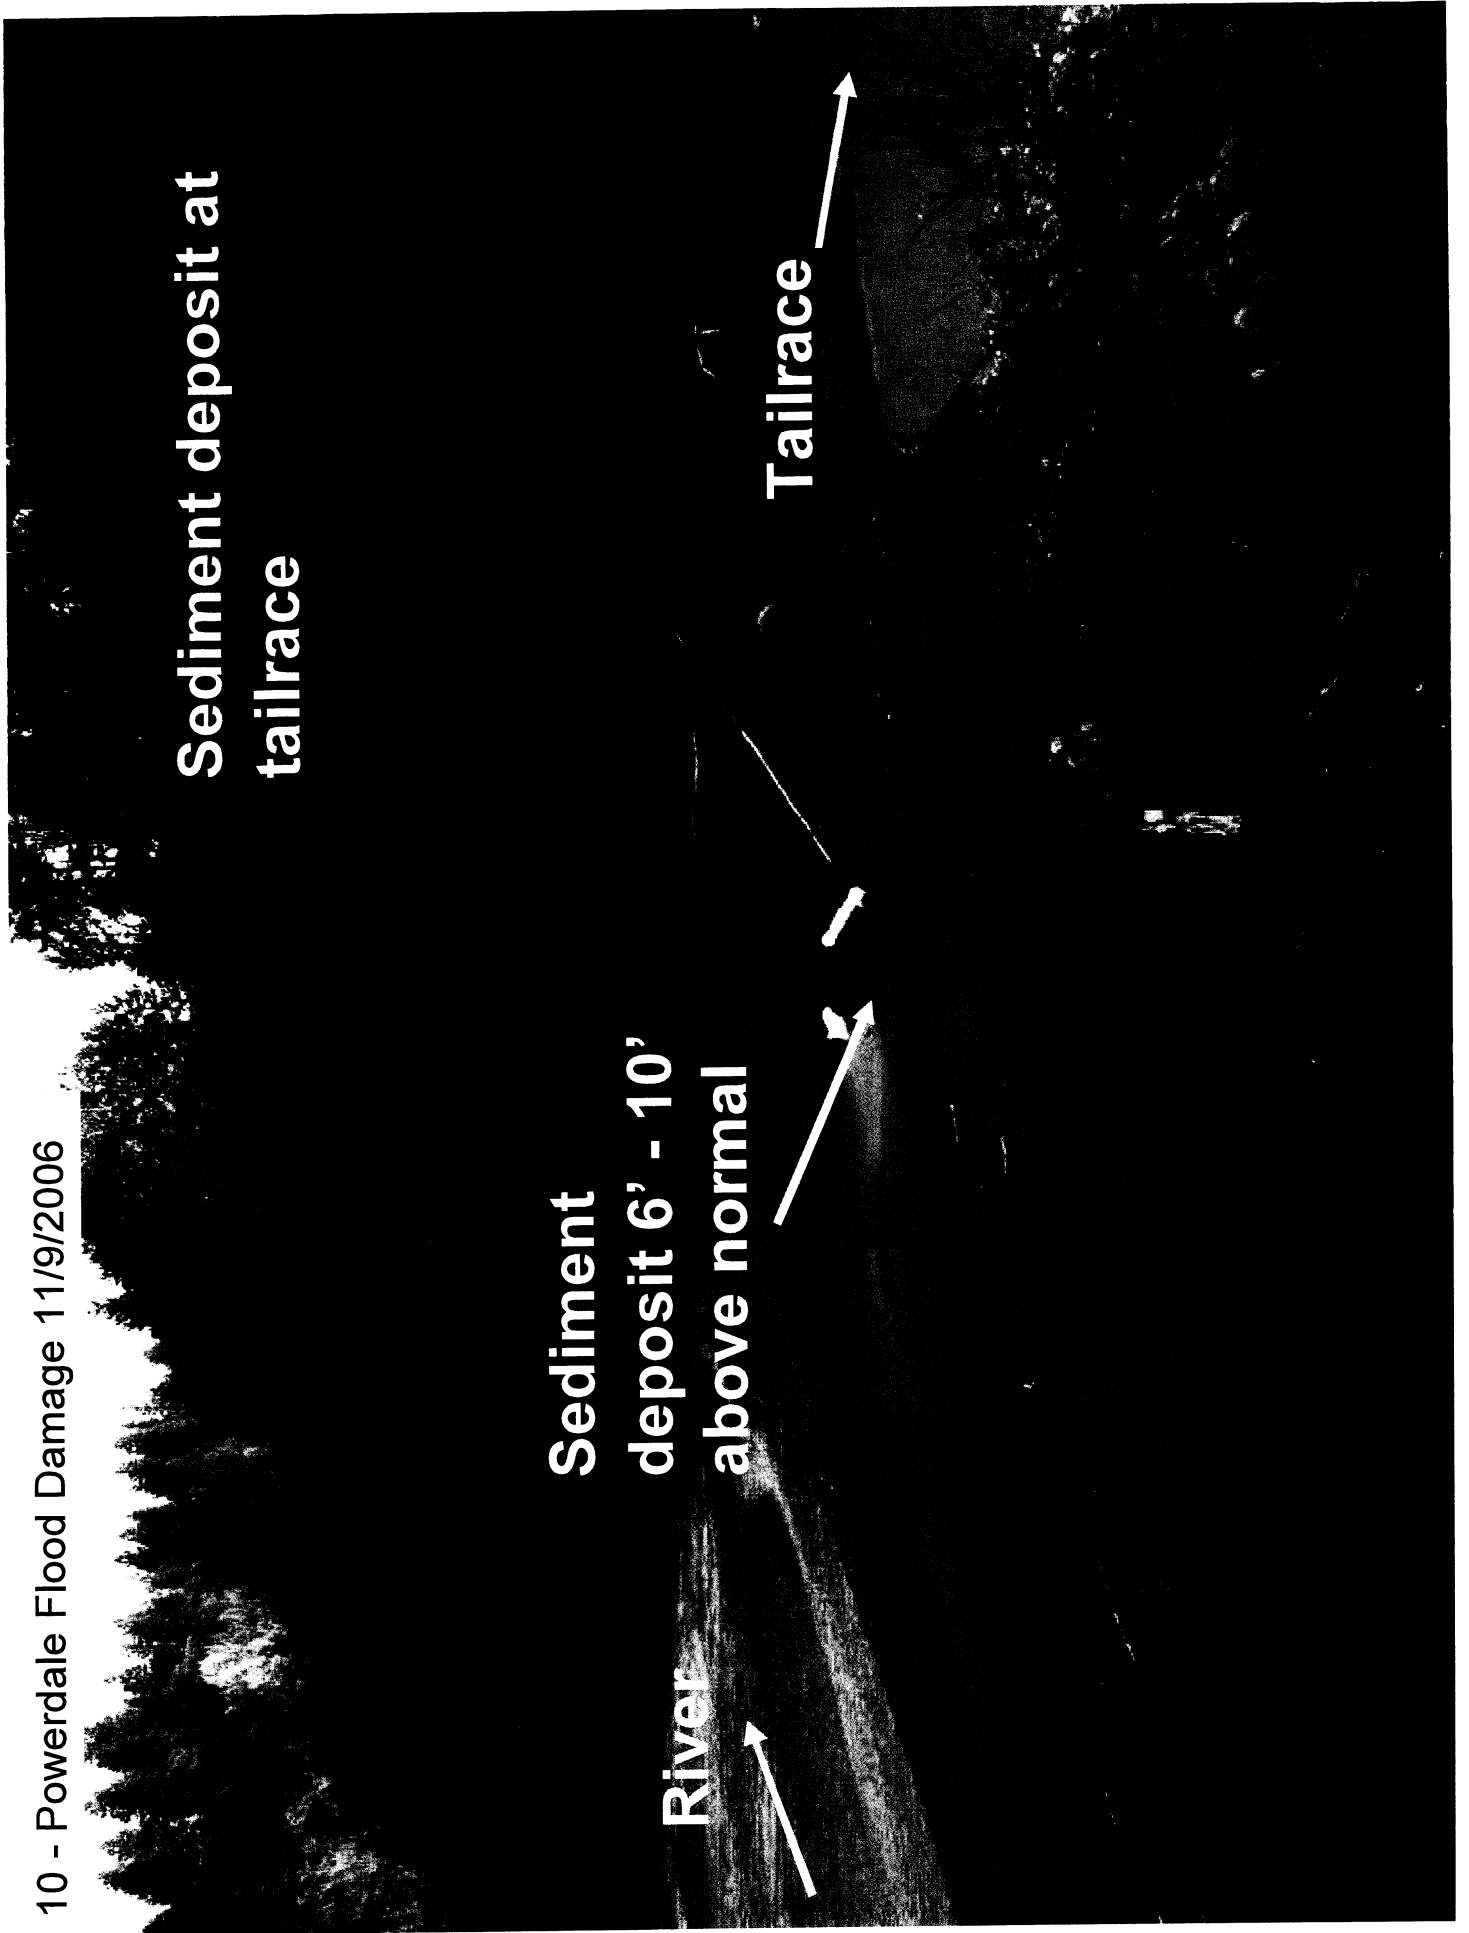 10 - Powerdale Flood Damage 11/9/2006
Sediment deposit at
tailrace
Sediment
deposit 6’ - 10’
above normal
River
Tailrace